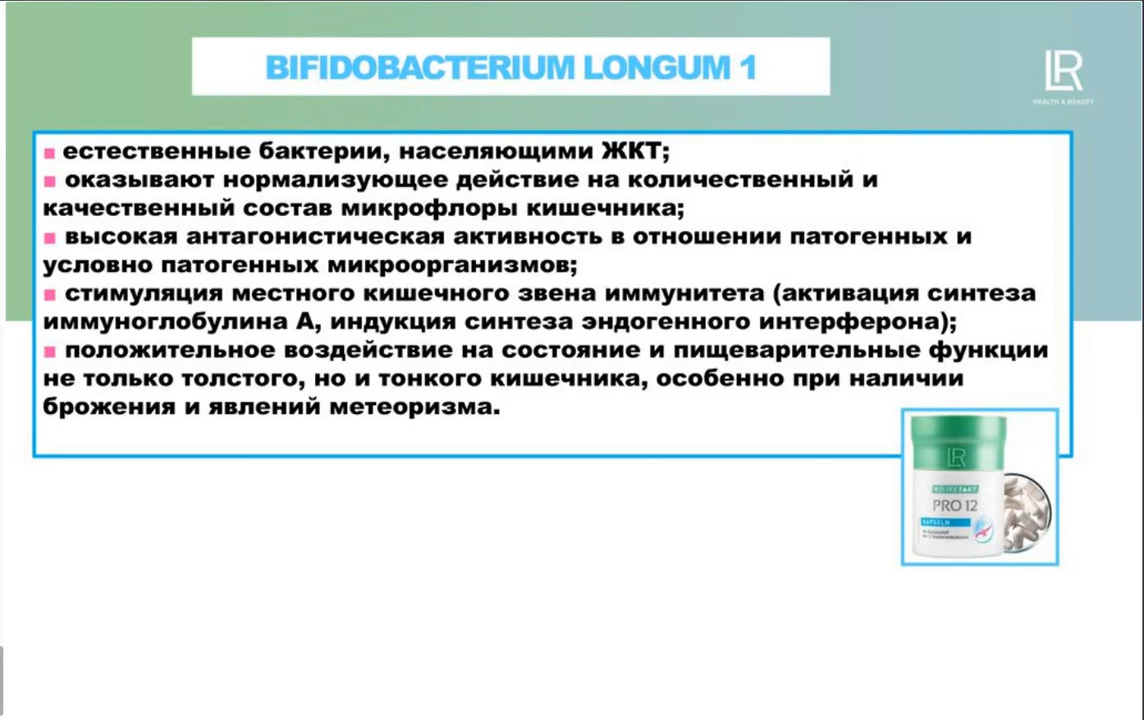 BIFIDOBACTERIUM LONGUM 1
LR
HEALTH & BEAUTY
▪ естественные бактерии, населяющими ЖКТ;
▪ оказывают нормализующее действие на количественный и
качественный состав микрофлоры кишечника;
▪ высокая антагонистическая активность в отношении патогенных и
условно патогенных микроорганизмов;
▪ стимуляция местного кишечного звена иммунитета (активация синтеза
иммуноглобулина А, индукция синтеза эндогенного интерферона);
▪ положительное воздействие на состояние и пищеварительные функции
не только толстого, но и тонкого кишечника, особенно при наличии
брожения и явлений метеоризма.
LR
LR LIFETAKT
PRO 12
KAPSELN